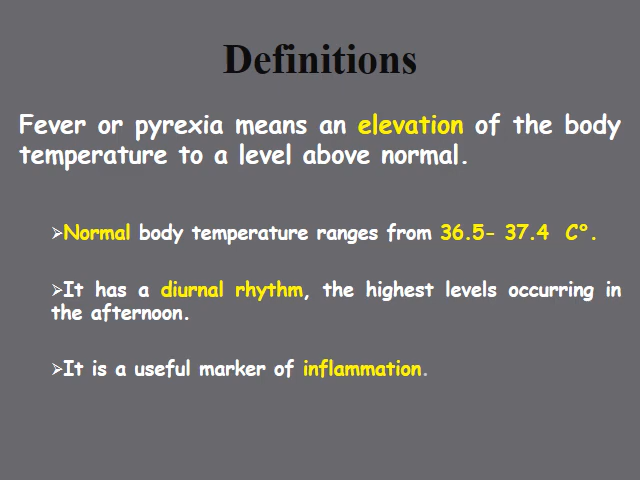 Definitions
Fever or pyrexia means an elevation of the body
temperature to a level above normal.
➢Normal body temperature ranges from 36.5- 37.4 C°.
➢It has a diurnal rhythm, the highest levels occurring in
the afternoon.
➢It is a useful marker of inflammation.